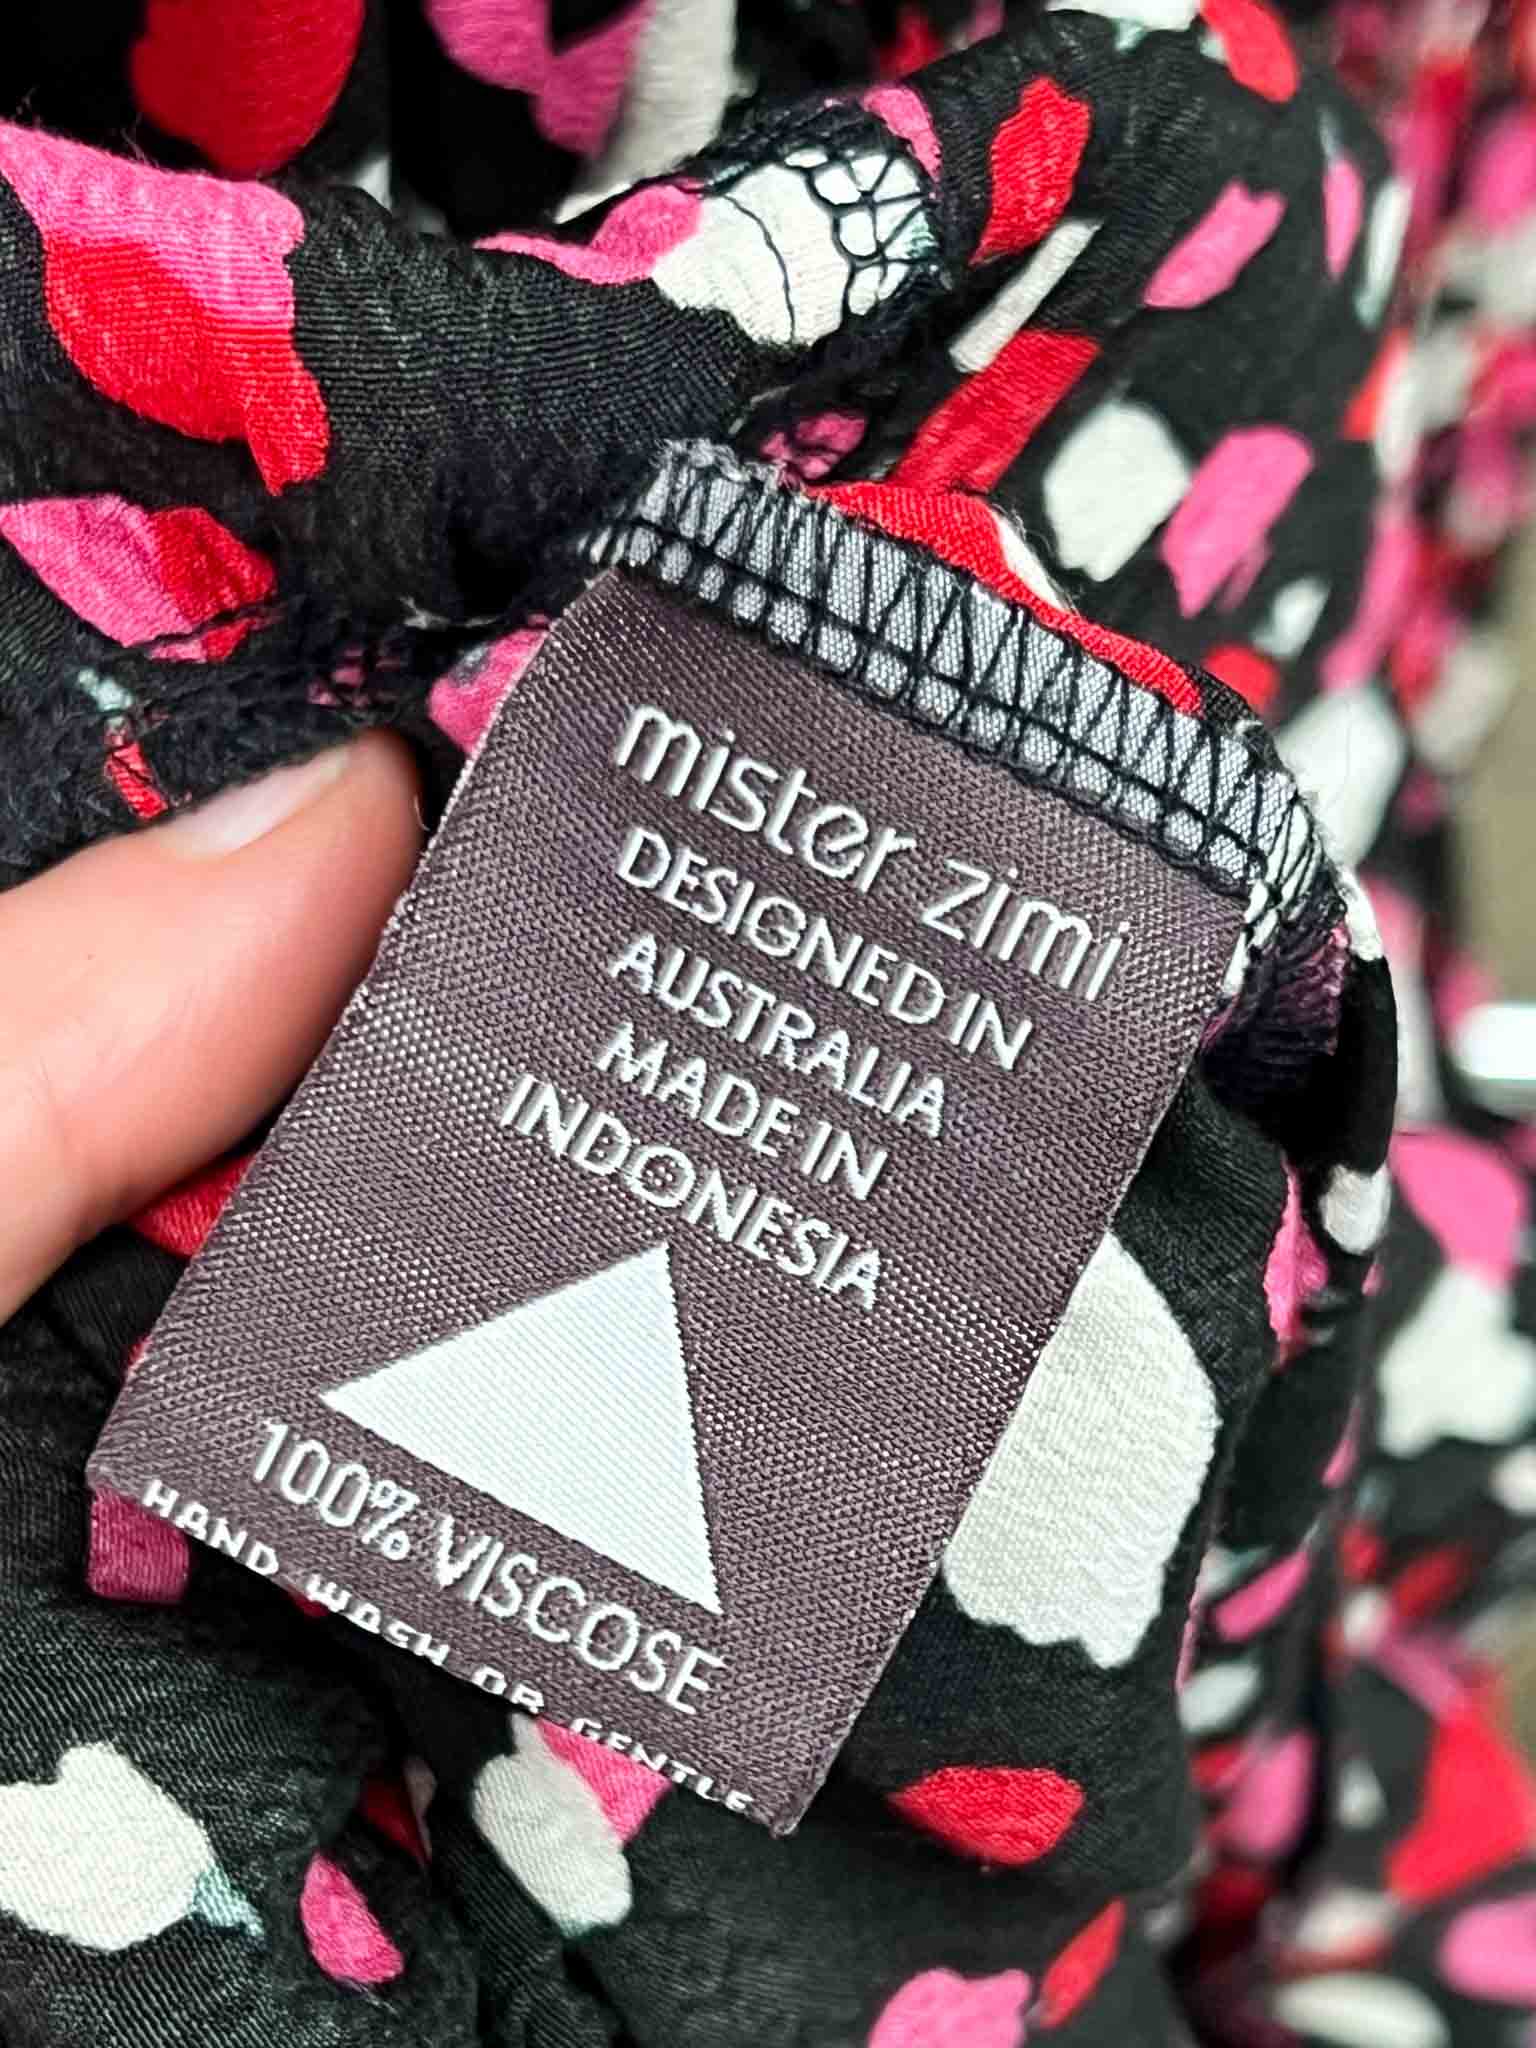 mister zimi
DESIGNED IN
AUSTRALIA
MADE IN
INDONESIA
100% VISCOSE
HAND WASH OR GENTLE